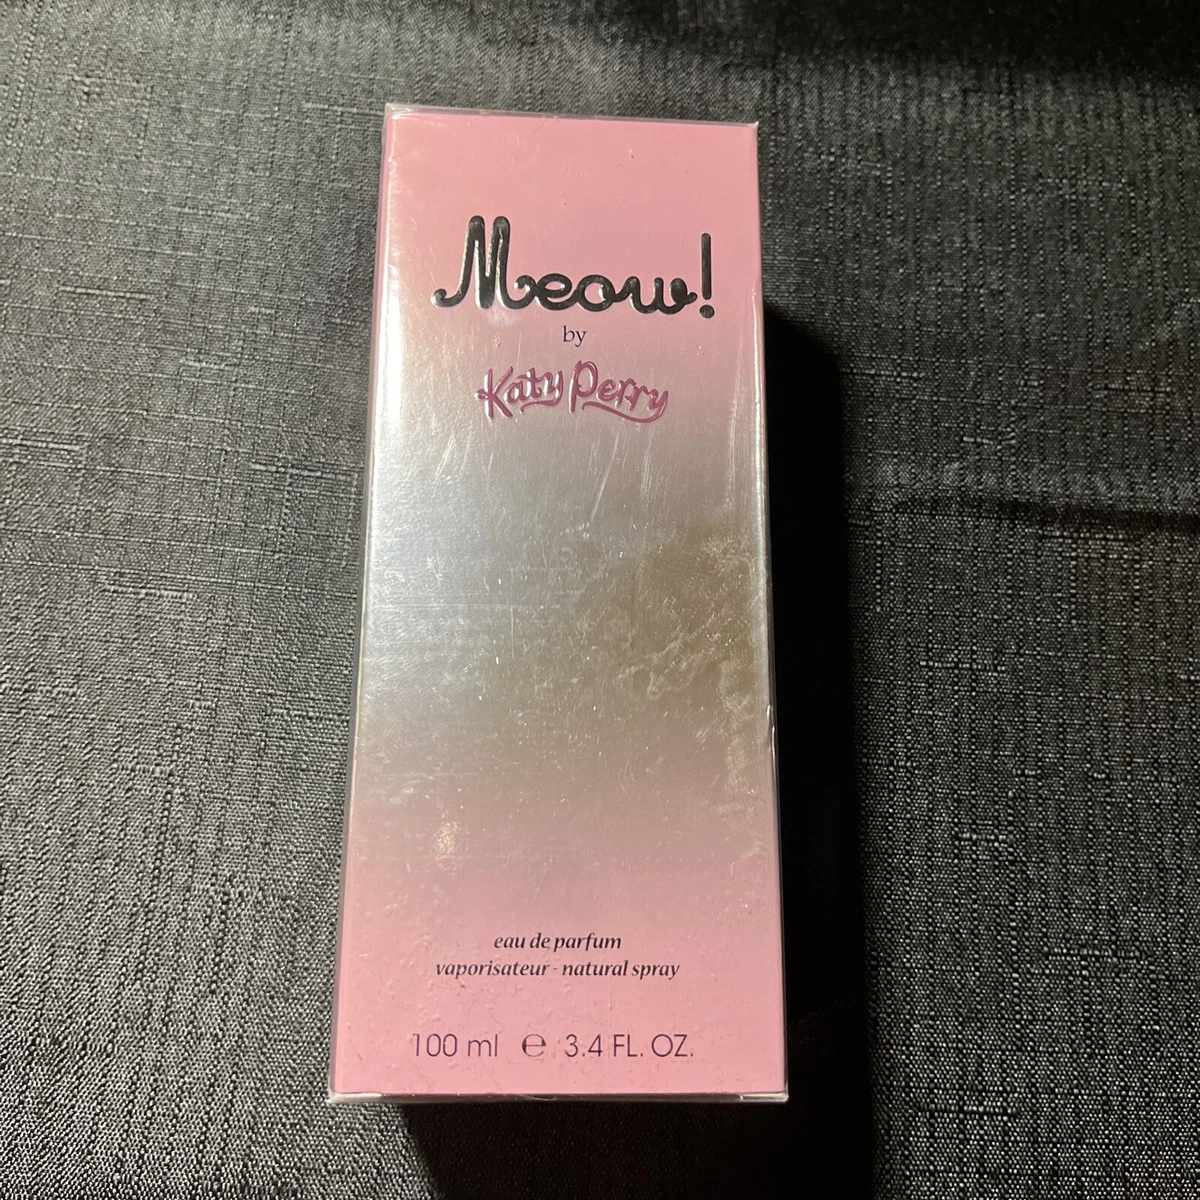 Meow!
by
Katy Perry
eau de parfum
vaporisateur - natural spray
100 ml ℮ 3.4 FL. OZ.